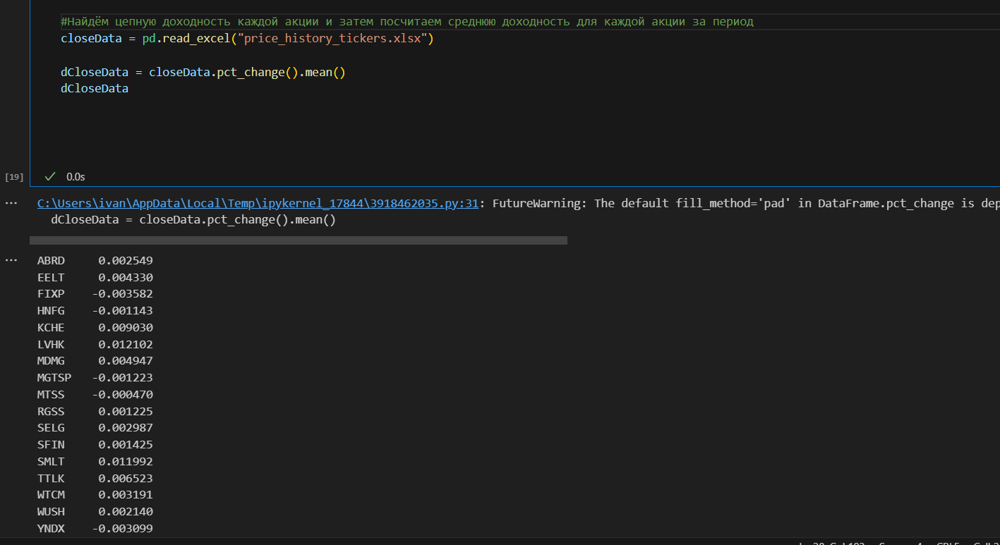 #Найдём цепную доходность каждой акции и затем посчитаем среднюю доходность для каждой акции за период
closeData = pd.read_excel("price_history_tickers.xlsx")
dCloseData = closeData.pct_change().mean()
dCloseData
[19] ✓ 0.0s
... C:\Users\ivan\AppData\Local\Temp\ipykernel_17844\3918462035.py:31: FutureWarning: The default fill_method='pad' in DataFrame.pct_change is dep
dCloseData = closeData.pct_change().mean()
... ABRD 0.002549
EELT 0.004330
FIXP -0.003582
HNFG -0.001143
KCHE 0.009030
LVHK 0.012102
MDMG 0.004947
MGTSP -0.001223
MTSS -0.000470
RGSS 0.001225
SELG 0.002987
SFIN 0.001425
SMLT 0.011992
TTLK 0.006523
WTCM 0.003191
WUSH 0.002140
YNDX -0.003099